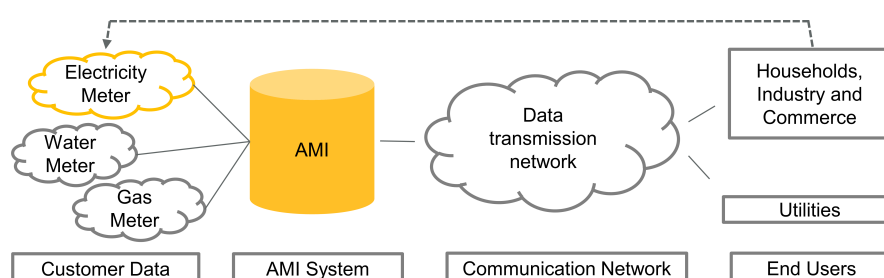 Electricity
Meter
Water
Meter
Gas
Meter
AMI
Data
transmission
network
Households,
Industry and
Commerce
Utilities
Customer Data
AMI System
Communication Network
End Users